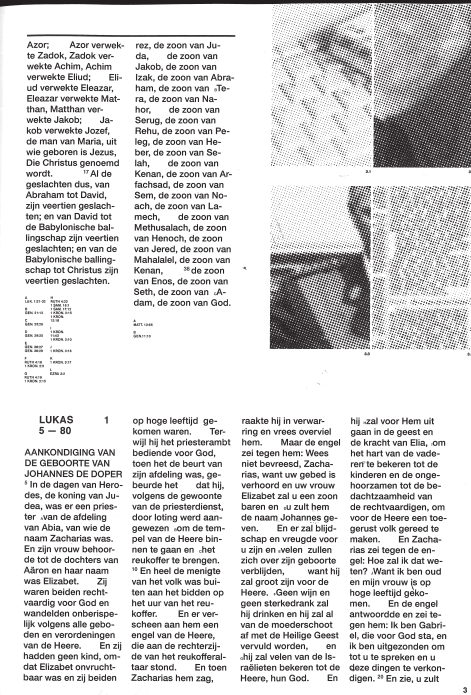 Azor; Azor verwek-
te Zadok, Zadok ver-
wekte Achim, Achim
verwekte Eliud; Eli-
ud verwekte Eleazar,
Eleazar verwekte Mat-
than, Matthan ver-
wekte Jakob; Ja-
kob verwekte Jozef,
de man van Maria, uit
wie geboren is Jezus,
Die Christus genoemd
wordt. 17 Al de
geslachten dus, van
Abraham tot David,
zijn veertien geslach-
ten; en van David tot
de Babylonische bal-
lingschap zijn veertien
geslachten; en van de
Babylonische balling-
schap tot Christus zijn
veertien geslachten.
rez, de zoon van Ju-
da, de zoon van
Jakob, de zoon van
Izak, de zoon van Abra-
ham, de zoon van Te-
ra, de zoon van Na-
hor, de zoon van
Serug, de zoon van
Rehu, de zoon van Pe-
leg, de zoon van He-
ber, de zoon van Se-
lah, de zoon van
Kenan, de zoon van Ar-
fachsad, de zoon van
Sem, de zoon van No-
ach, de zoon van La-
mech, de zoon van
Methusalach, de zoon
van Henoch, de zoon
van Jered, de zoon van
Mahalalel, de zoon van
Kenan, 38 de zoon
van Enos, de zoon van
Seth, de zoon van A-
dam, de zoon van God.
LUKAS 1
5 — 80
AANKONDIGING VAN
DE GEBOORTE VAN
JOHANNES DE DOPER
5 In de dagen van Hero-
des, de koning van Ju-
dea, was er een pries-
ter van de afdeling van
Abia, van wie de
naam Zacharias was.
En zijn vrouw behoor-
de tot de dochters van
Aäron en haar naam
was Elizabet. Zij
waren beiden recht-
vaardig voor God en
wandelden onberispe-
lijk volgens alle gebo-
den en verordeningen
van de Heere. En zij
hadden geen kind, om-
dat Elizabet onvrucht-
baar was en zij beiden
op hoge leeftijd ge-
komen waren. Ter-
wijl hij het priesterambt
bediende voor God,
toen het de beurt van
zijn afdeling was, ge-
beurde het dat hij,
volgens de gewoonte
van de priesterdienst,
door loting werd aan-
gewezen om de tem-
pel van de Heere bin-
nen te gaan en het
reukoffer te brengen.
10 En heel de menigte
van het volk was bui-
ten aan het bidden op
het uur van het reu-
koffer. En er ver-
scheen aan hem een
engel van de Heere,
die aan de rechterzij-
de van het reukofferal-
taar stond. En toen
Zacharias hem zag,
raakte hij in verwar-
ring en vrees overviel
hem. Maar de engel
zei tegen hem: Wees
niet bevreesd, Zacha-
rias, want uw gebed is
verhoord en uw vrouw
Elizabet zal u een zoon
baren en u zult hem
de naam Johannes ge-
ven. En er zal blijd-
schap en vreugde voor
u zijn en velen zullen
zich over zijn geboorte
verblijden, want hij
zal groot zijn voor de
Heere. Geen wijn en
geen sterkedrank zal
hij drinken en hij zal al
van de moederschoot
af met de Heilige Geest
vervuld worden, en
hij zal velen van de Is-
raëlieten bekeren tot de
Heere, hun God. En
hij zal voor Hem uit
gaan in de geest en
de kracht van Elia, om
het hart van de vade-
ren te bekeren tot de
kinderen en de onge-
hoorzamen tot de be-
dachtzaamheid van
de rechtvaardigen, om
voor de Heere een toe-
gerust volk gereed te
maken. En Zacha-
rias zei tegen de en-
gel: Hoe zal ik dat we-
ten? Want ik ben oud
en mijn vrouw is op
hoge leeftijd geko-
men. En de engel
antwoordde en zei te-
gen hem: Ik ben Gabri-
el, die voor God sta, en
ik ben uitgezonden om
tot u te spreken en u
deze dingen te verkon-
digen. 20 En zie, u zult
3